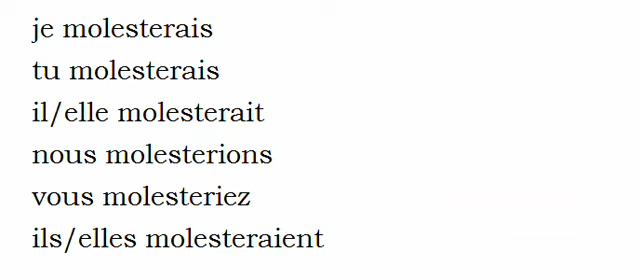 je molesterais
tu molesterais
il/elle molesterait
nous molesterions
vous molesteriez
ils/elles molesteraient